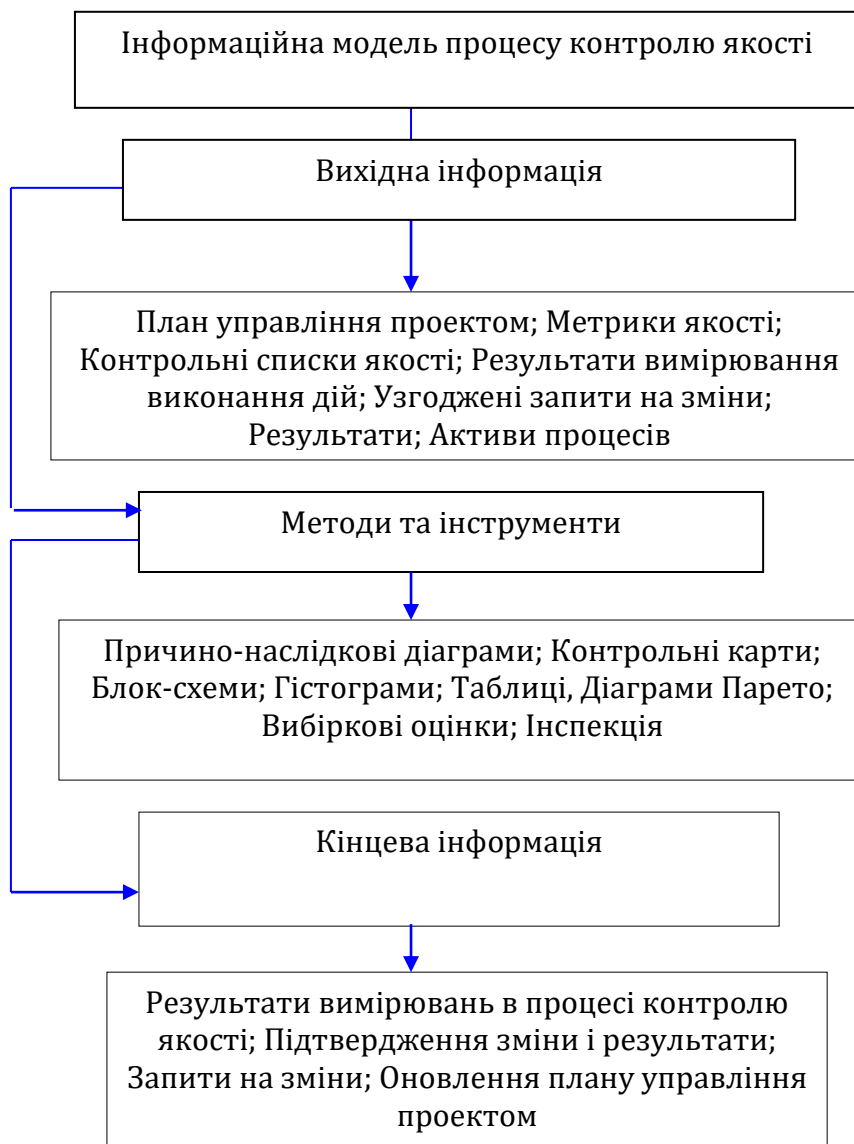 Інформаційна модель процесу контролю якості
Вихідна інформація
План управління проектом; Метрики якості;
Контрольні списки якості; Результати вимірювання
виконання дій; Узгоджені запити на зміни;
Результати; Активи процесів
Методи та інструменти
Причино-наслідкові діаграми; Контрольні карти;
Блок-схеми; Гістограми; Таблиці, Діаграми Парето;
Вибіркові оцінки; Інспекція
Кінцева інформація
Результати вимірювань в процесі контролю
якості; Підтвердження зміни і результати;
Запити на зміни; Оновлення плану управління
проектом